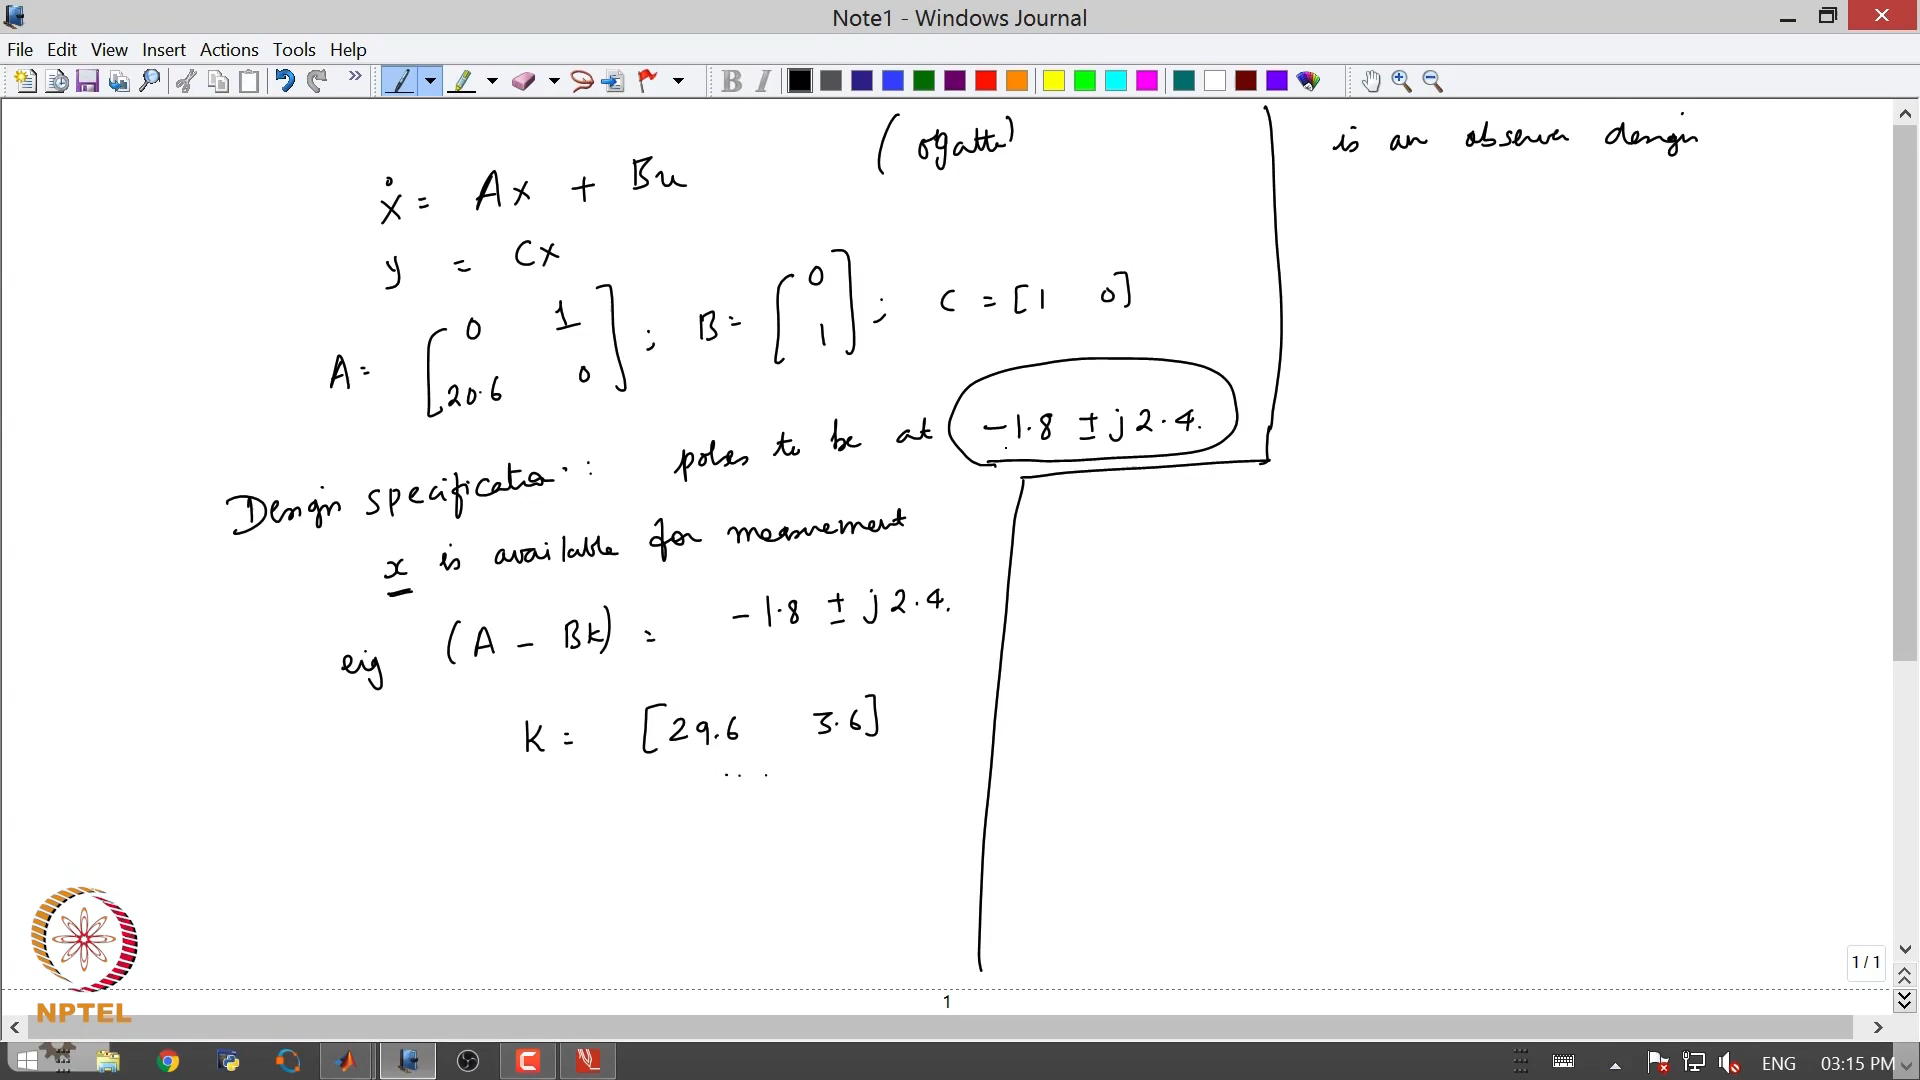 Note1 - Windows Journal
File Edit View Insert Actions Tools Help
(ogatta)
ẋ = Ax + Bu
y = Cx
A = [0 1; 20.6 0]; B = [0; 1]; C = [1 0]
Design specification: poles to be at -1.8 ± j2.4.
x is available for measurement
eig (A - BK) = -1.8 ± j2.4.
K = [29.6 3.6]
is an observer design
1 / 1
1
NPTEL
ENG 03:15 PM